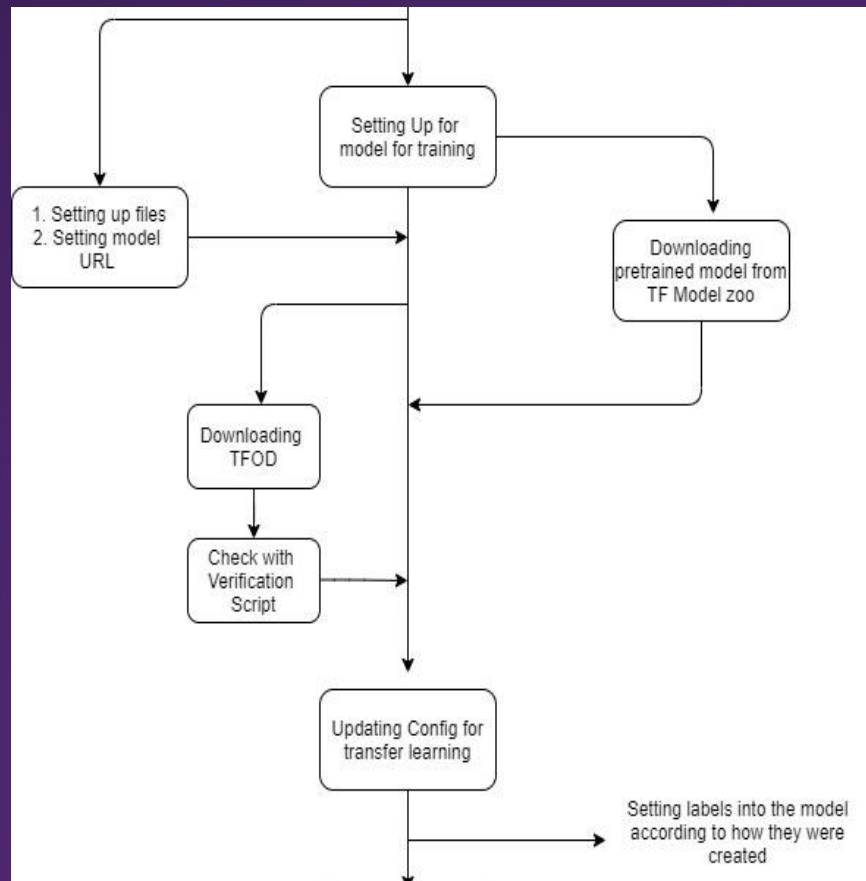 Setting Up for
model for training
1. Setting up files
2. Setting model
URL
Downloading
pretrained model from
TF Model zoo
Downloading
TFOD
Check with
Verification
Script
Updating Config for
transfer learning
Setting labels into the model
according to how they were
created